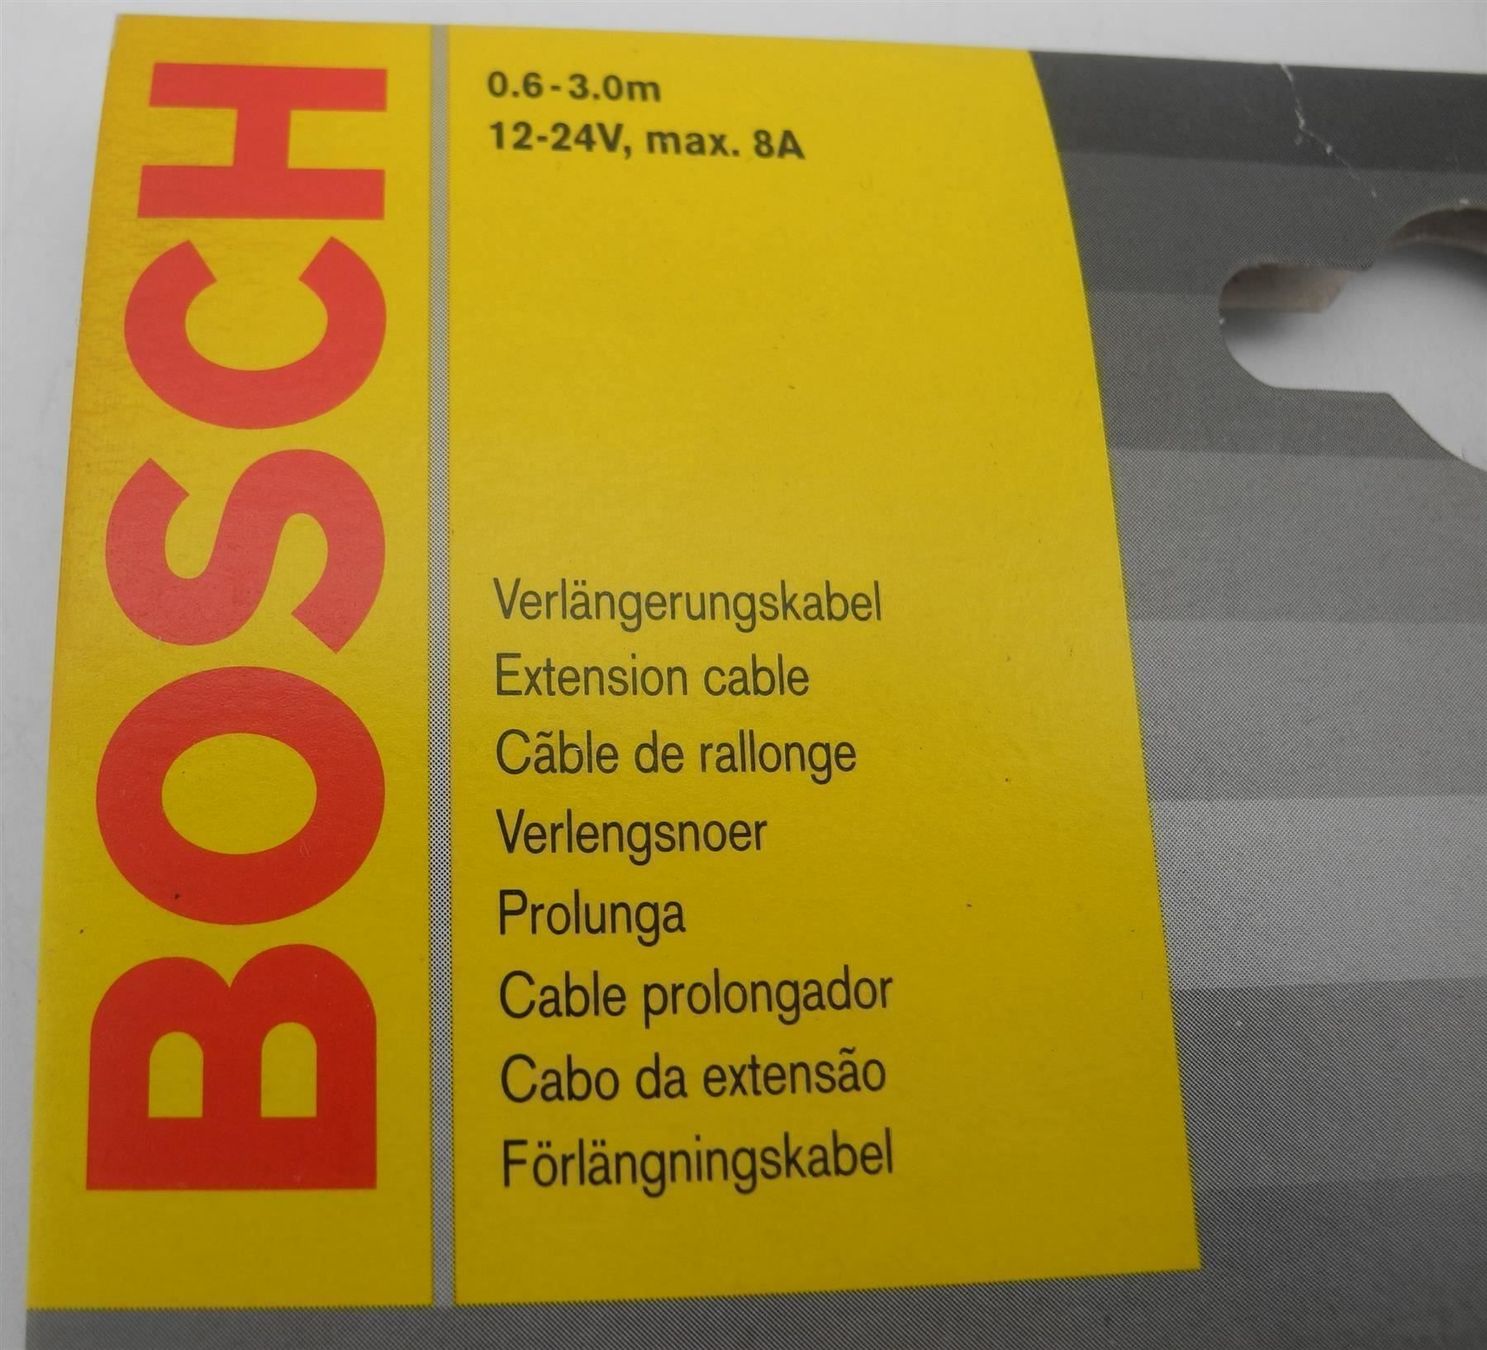 BOSCH
0.6-3.0m
12-24V, max. 8A
Verlängerungskabel
Extension cable
Cãble de rallonge
Verlengsnoer
Prolunga
Cable prolongador
Cabo da extensão
Förlängningskabel